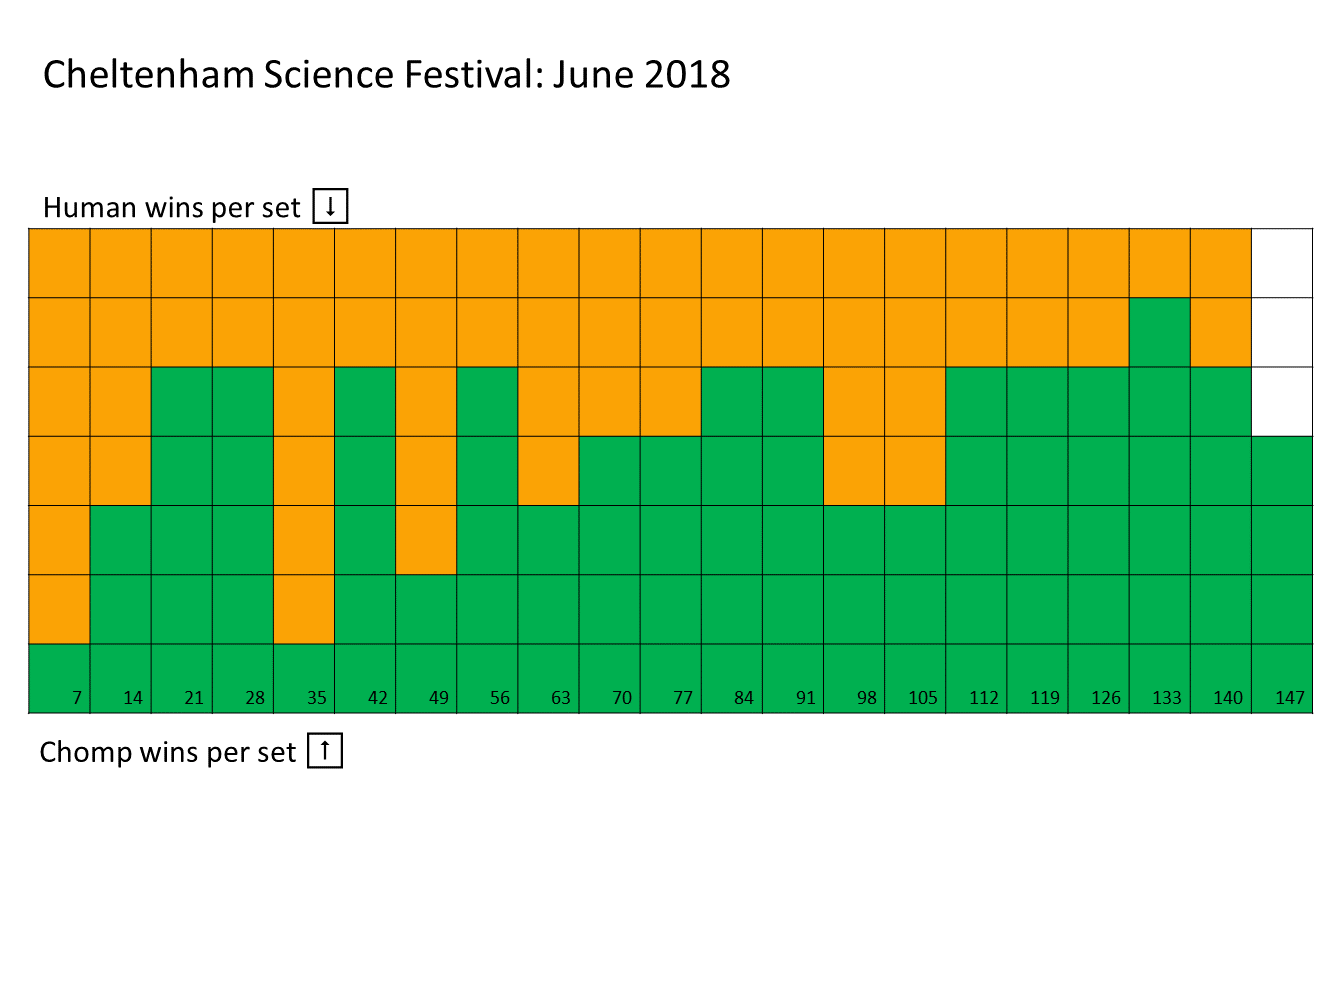 Cheltenham Science Festival: June 2018
Human wins per set ↓
7 14 21 28 35 42 49 56 63 70 77 84 91 98 105 112 119 126 133 140 147
Chomp wins per set ↑